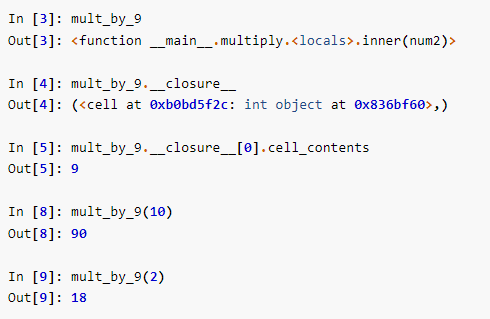 In [3]: mult_by_9
Out[3]: <function __main__.multiply.<locals>.inner(num2)>
In [4]: mult_by_9.__closure__
Out[4]: (<cell at 0xb0bd5f2c: int object at 0x836bf60>,)
In [5]: mult_by_9.__closure__[0].cell_contents
Out[5]: 9
In [8]: mult_by_9(10)
Out[8]: 90
In [9]: mult_by_9(2)
Out[9]: 18